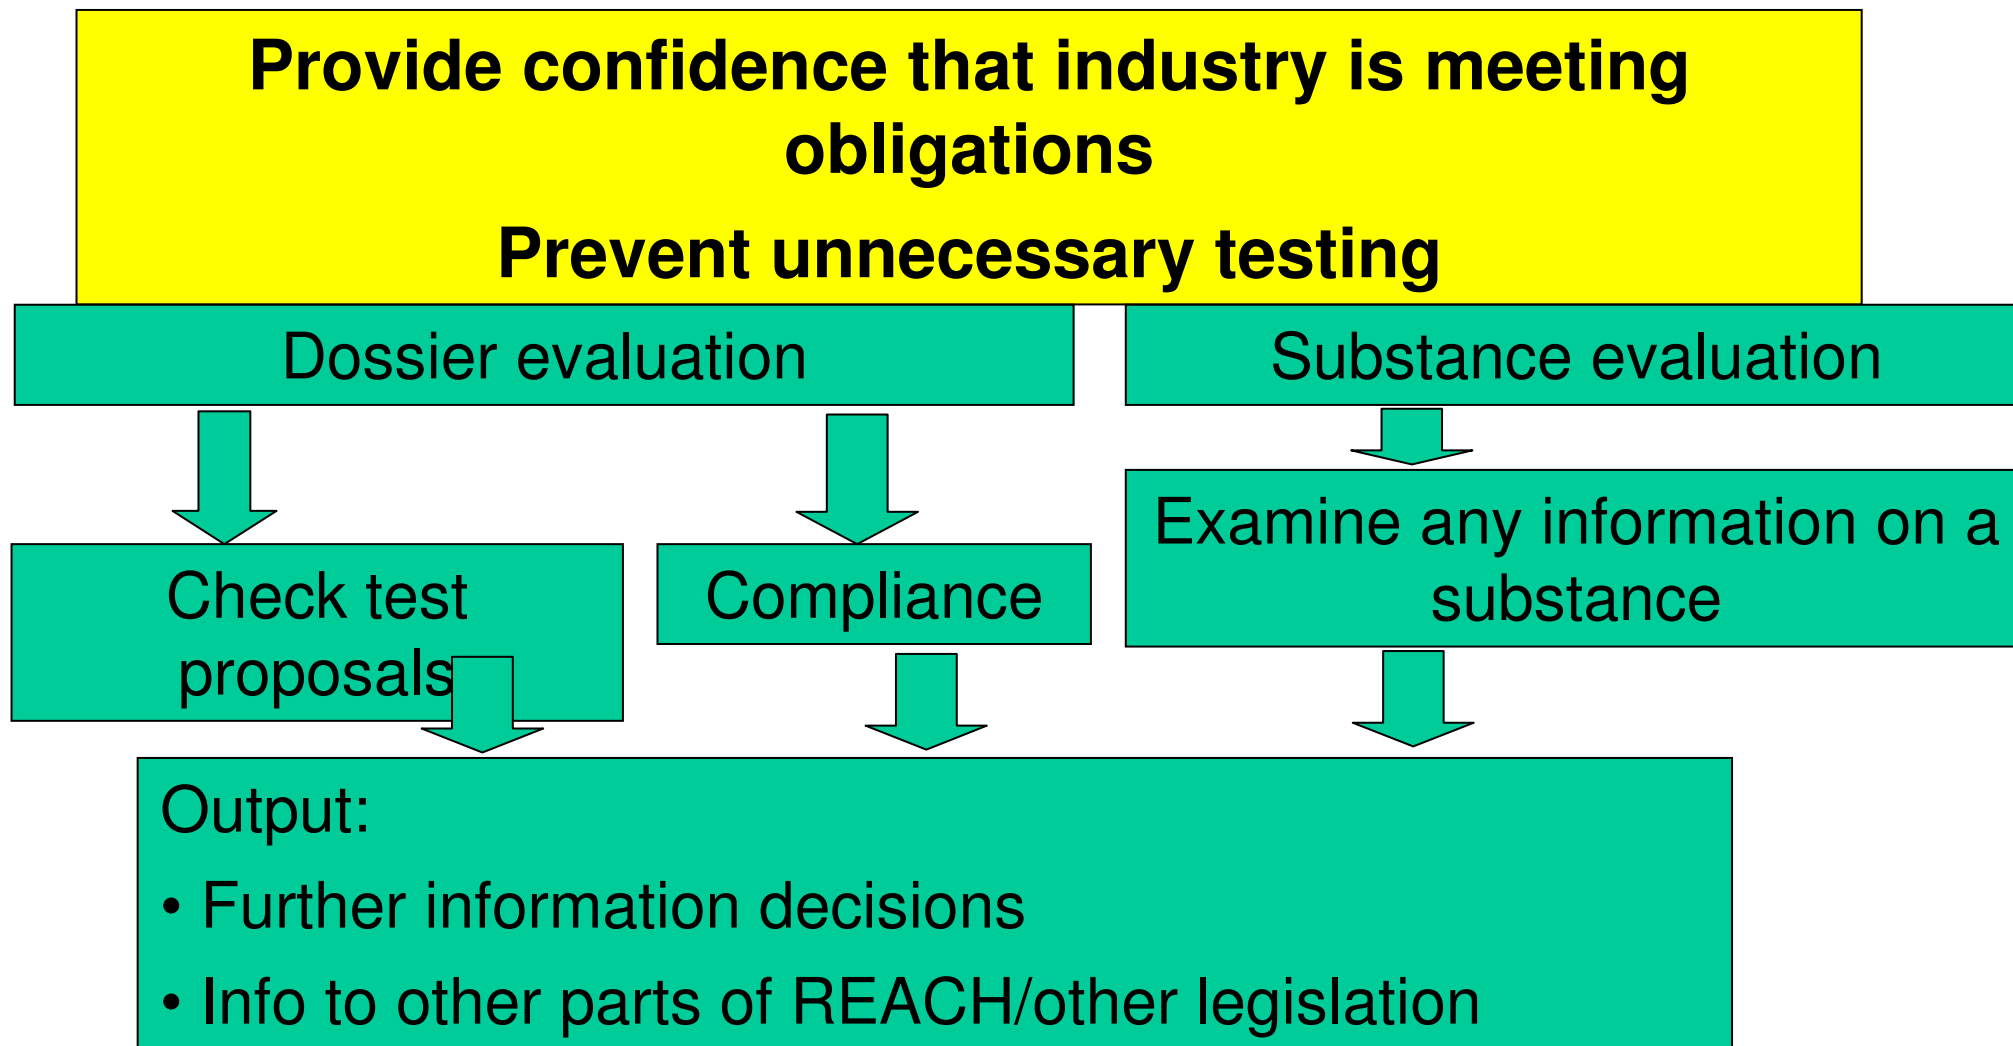 Provide confidence that industry is meeting
obligations
Prevent unnecessary testing
Dossier evaluation
Substance evaluation
Check test
proposals
Compliance
Examine any information on a
substance
Output:
• Further information decisions
• Info to other parts of REACH/other legislation